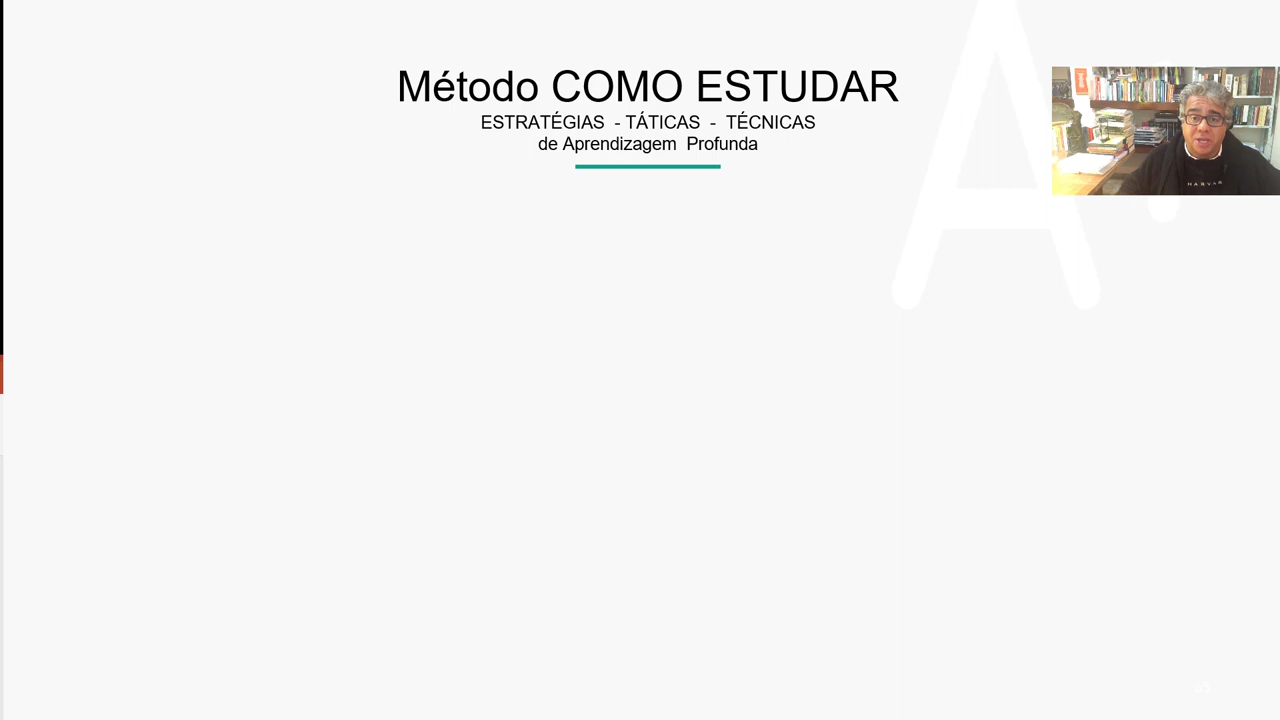 Método COMO ESTUDAR
ESTRATÉGIAS - TÁTICAS - TÉCNICAS
de Aprendizagem Profunda